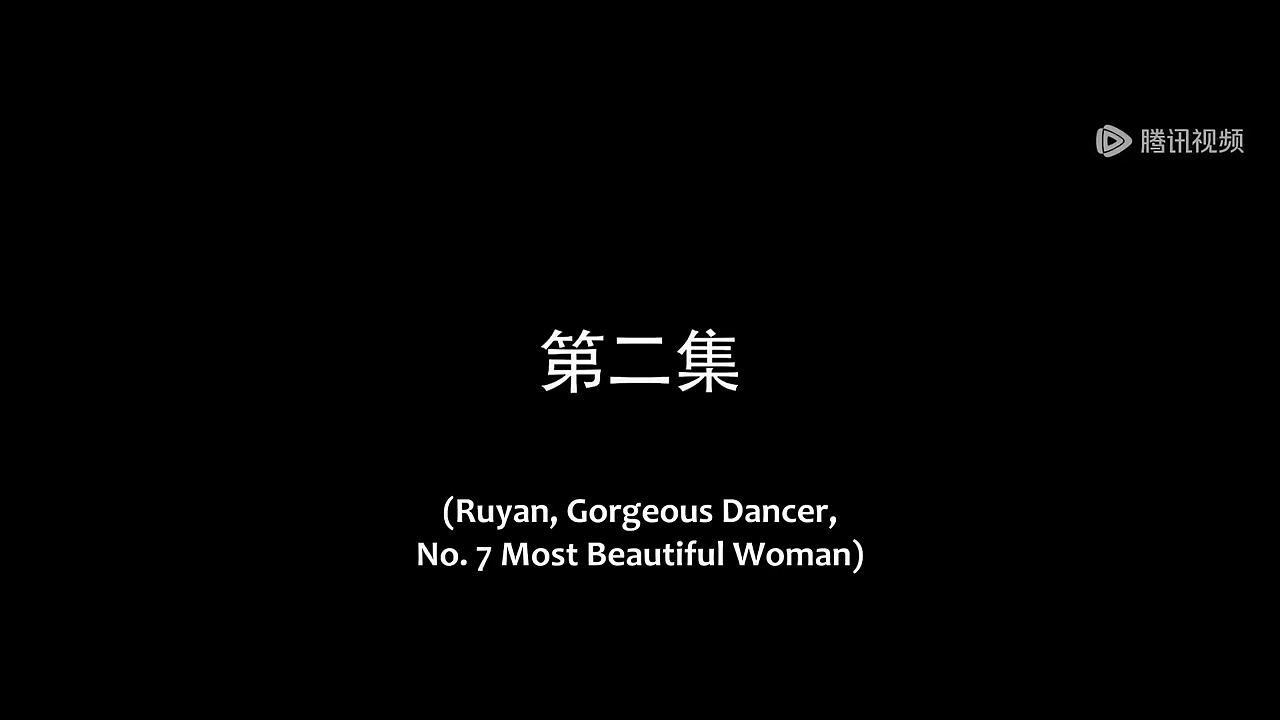 腾讯视频
第二集
(Ruyan, Gorgeous Dancer,
No. 7 Most Beautiful Woman)